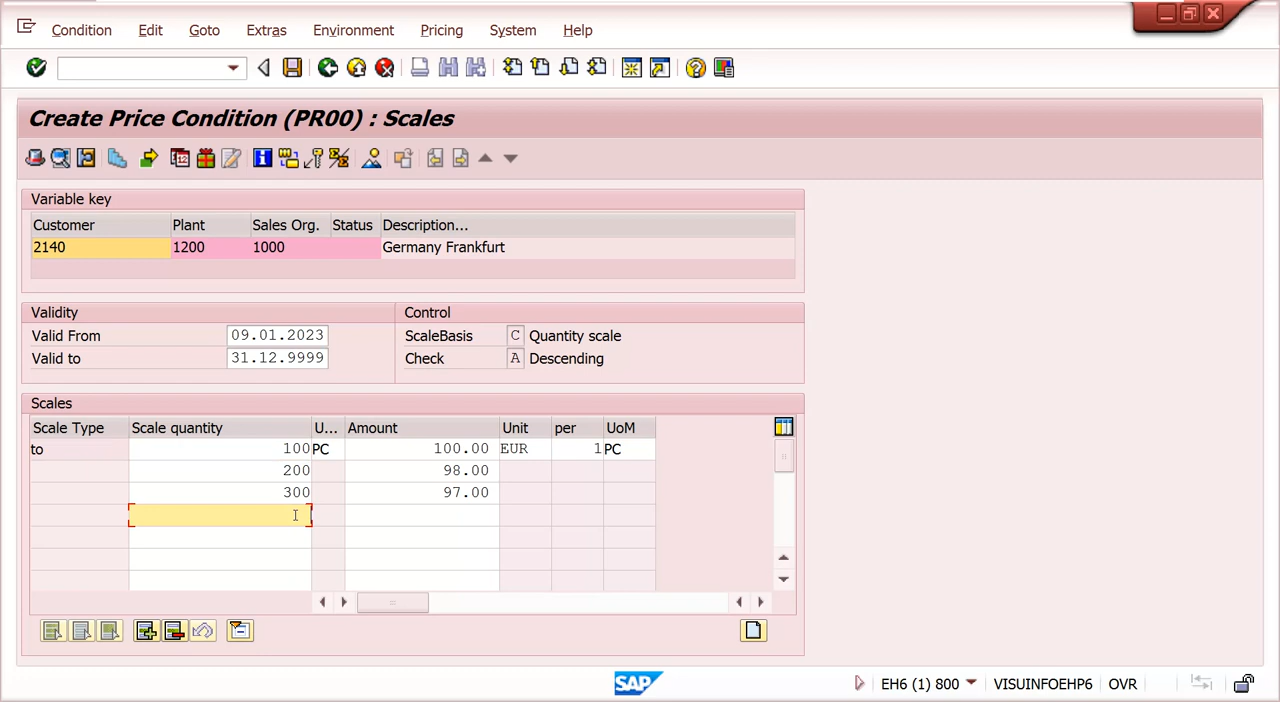 Condition Edit Goto Extras Environment Pricing System Help
Create Price Condition (PR00) : Scales
Variable key
Customer Plant Sales Org. Status Description...
2140 1200 1000 Germany Frankfurt
Validity Control
Valid From 09.01.2023 ScaleBasis C Quantity scale
Valid to 31.12.9999 Check A Descending
Scales
Scale Type Scale quantity U... Amount Unit per UoM
to 100 PC 100.00 EUR 1 PC
200 98.00
300 97.00
SAP EH6 (1) 800 VISUINFOEHP6 OVR